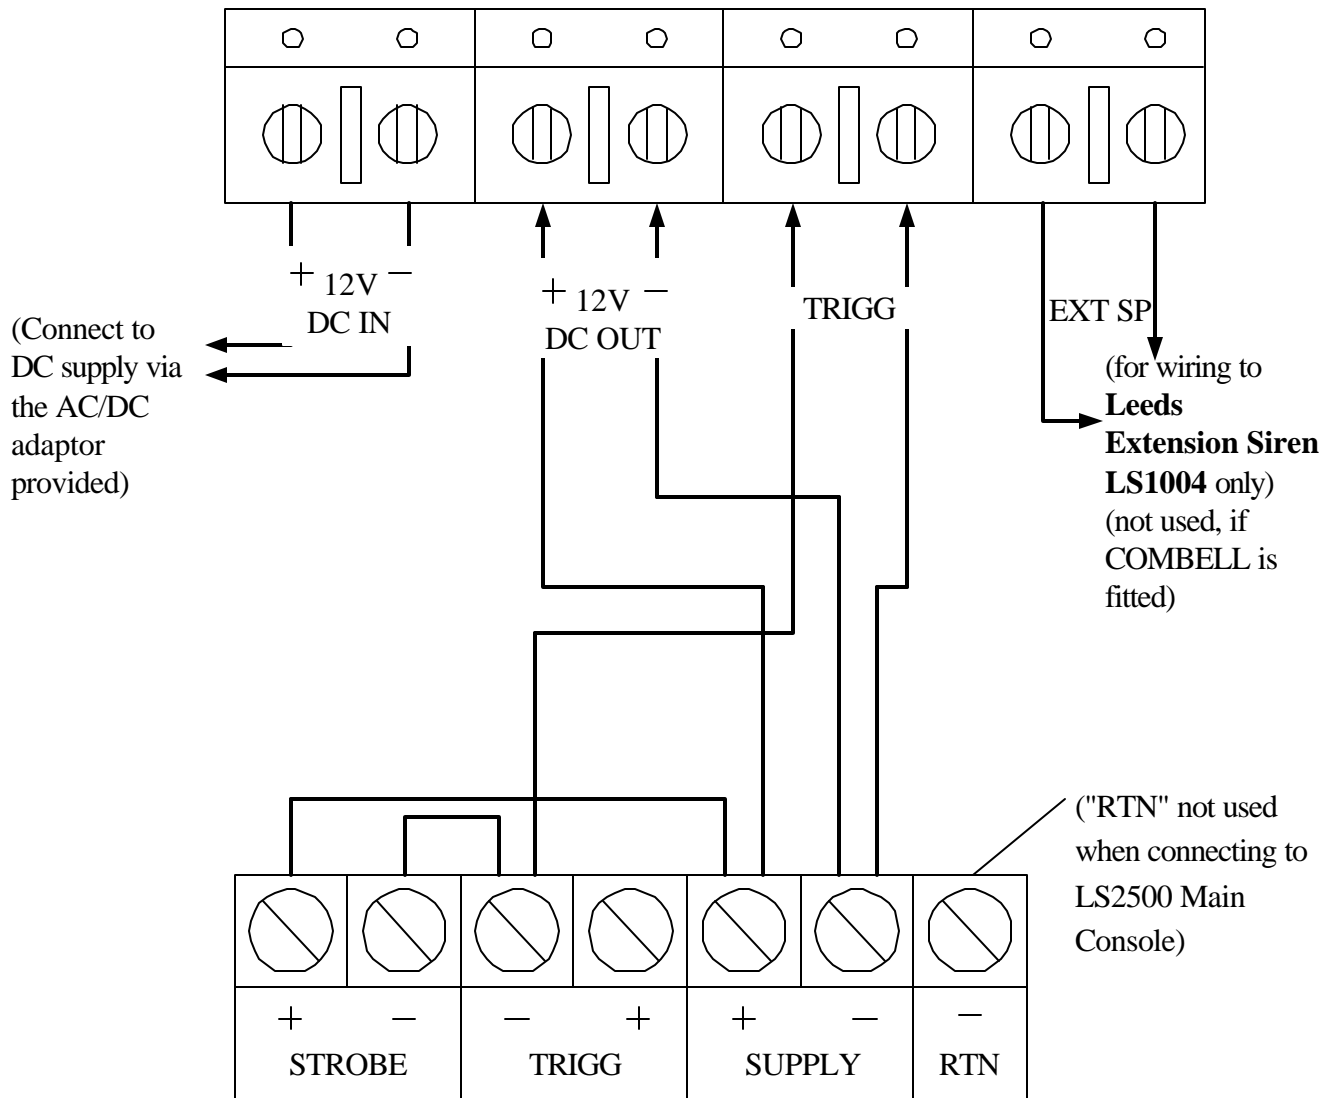 + 12V −
DC IN
+ 12V −
DC OUT
TRIGG
EXT SP
(Connect to
DC supply via
the AC/DC
adaptor
provided)
(for wiring to
Leeds
Extension Siren
LS1004 only)
(not used, if
COMBELL is
fitted)
("RTN" not used
when connecting to
LS2500 Main
Console)
+ − − + + − −
STROBE TRIGG SUPPLY RTN